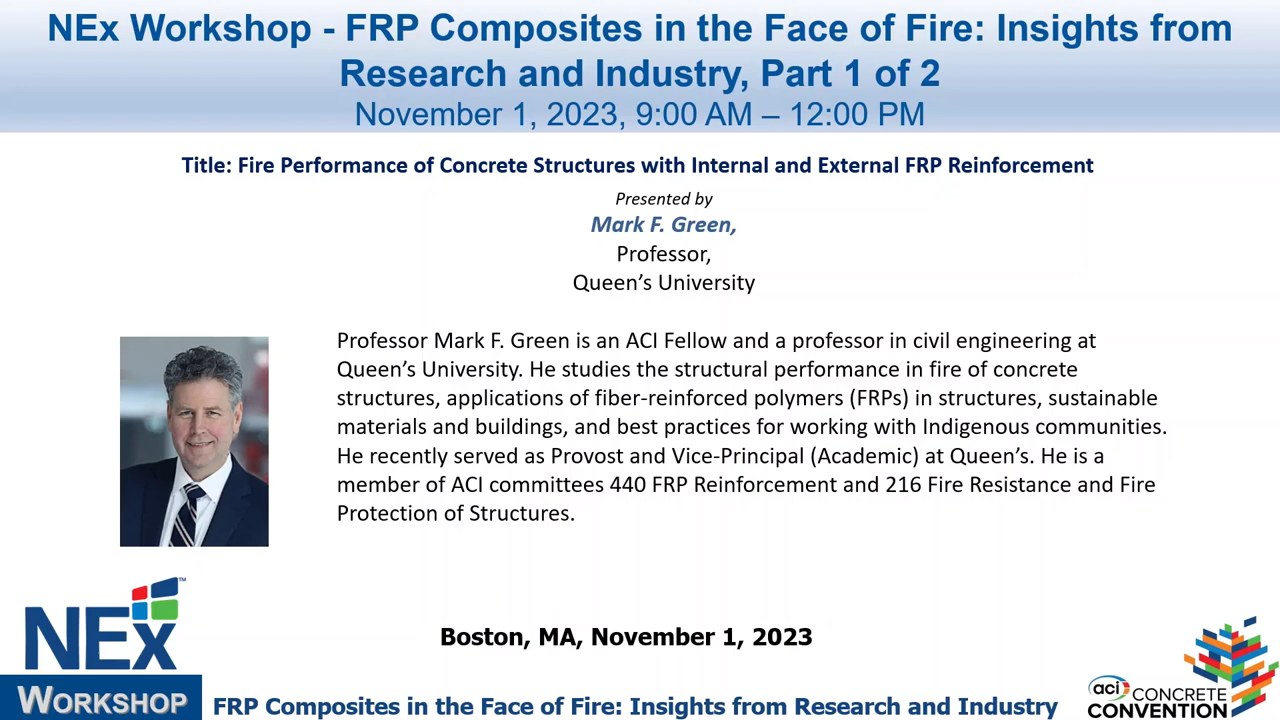 NEx Workshop - FRP Composites in the Face of Fire: Insights from
Research and Industry, Part 1 of 2
November 1, 2023, 9:00 AM – 12:00 PM
Title: Fire Performance of Concrete Structures with Internal and External FRP Reinforcement
Presented by
Mark F. Green,
Professor,
Queen's University
Professor Mark F. Green is an ACI Fellow and a professor in civil engineering at
Queen's University. He studies the structural performance in fire of concrete
structures, applications of fiber-reinforced polymers (FRPs) in structures, sustainable
materials and buildings, and best practices for working with Indigenous communities.
He recently served as Provost and Vice-Principal (Academic) at Queen's. He is a
member of ACI committees 440 FRP Reinforcement and 216 Fire Resistance and Fire
Protection of Structures.
NEx™
WORKSHOP
Boston, MA, November 1, 2023
FRP Composites in the Face of Fire: Insights from Research and Industry
aci CONCRETE
CONVENTION